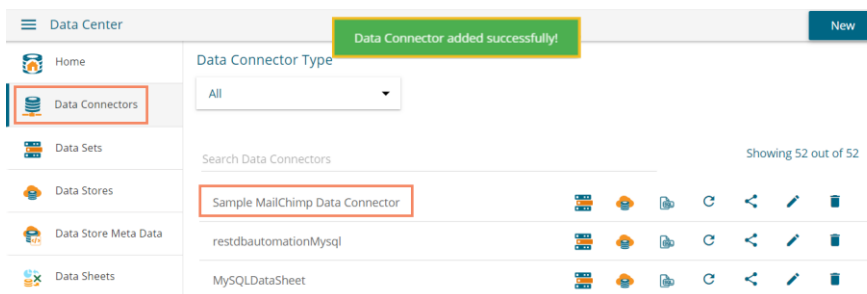 Data Center
Data Connector added successfully!
New
Home
Data Connectors
Data Sets
Data Stores
Data Store Meta Data
Data Sheets
Data Connector Type
All
Search Data Connectors
Showing 52 out of 52
Sample MailChimp Data Connector
restdbautomationMysql
MySQLDataSheet